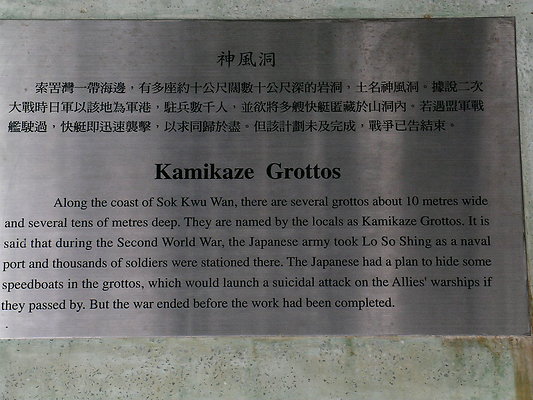 神風洞
索罟灣一帶海邊，有多座約十公尺闊數十公尺深的岩洞，土名神風洞。據說二次
大戰時日軍以該地為軍港，駐兵數千人，並欲將多艘快艇匿藏於山洞內。若遇盟軍戰
艦駛過，快艇即迅速襲擊，以求同歸於盡。但該計劃未及完成，戰爭已告結束。
Kamikaze Grottos
Along the coast of Sok Kwu Wan, there are several grottos about 10 metres wide
and several tens of metres deep. They are named by the locals as Kamikaze Grottos. It is
said that during the Second World War, the Japanese army took Lo So Shing as a naval
port and thousands of soldiers were stationed there. The Japanese had a plan to hide some
speedboats in the grottos, which would launch a suicidal attack on the Allies' warships if
they passed by. But the war ended before the work had been completed.